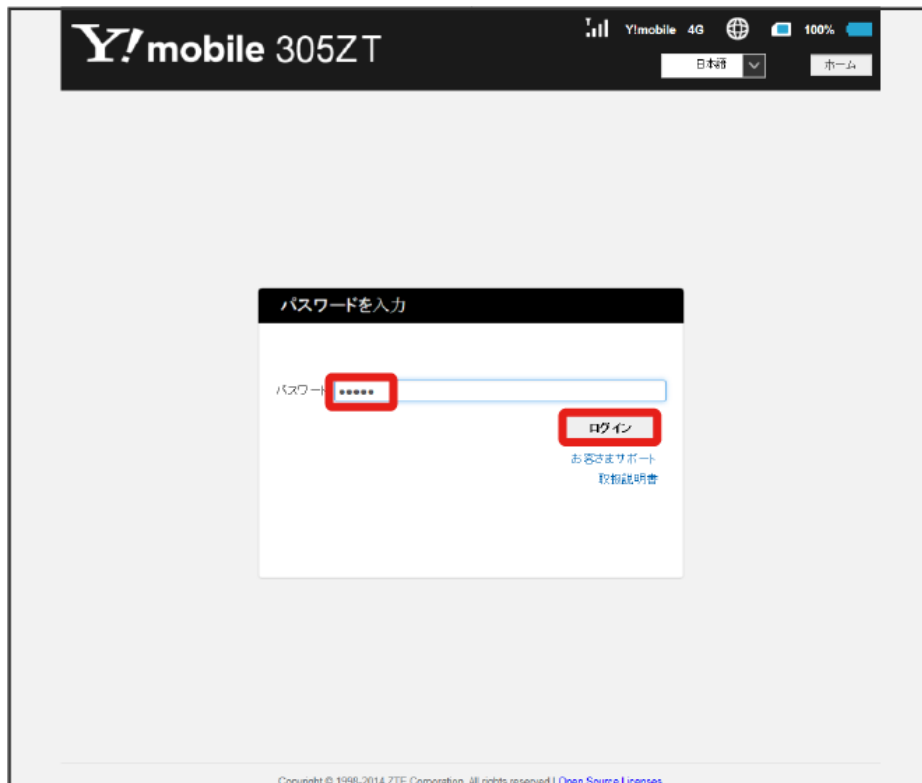 Y!mobile 305ZT
Y!mobile 4G 100%
日本語 ホーム
パスワードを入力
パスワード •••••
ログイン
お客さまサポート
取扱説明書
Copyright © 1998-2014 ZTE Corporation. All rights reserved | Open Source Licenses